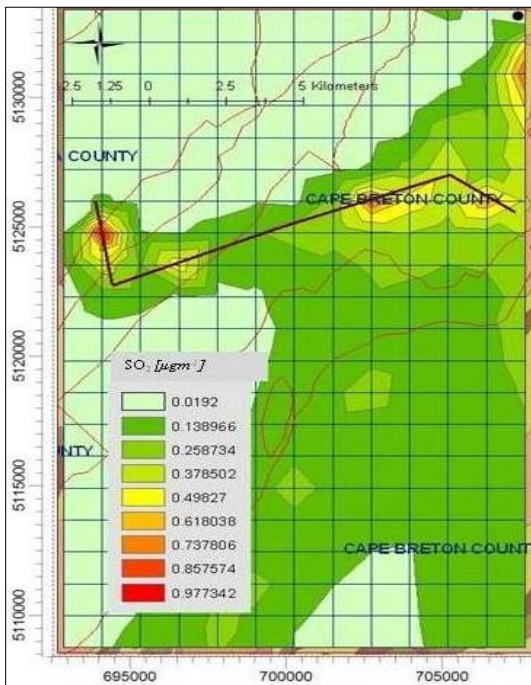 2.5 1.25 0 2.5 5 Kilometers
A COUNTY
CAPE BRETON COUNTY
5130000
5125000
5120000
5115000
5110000
SO₂ [μgm⁻³]
0.0192
0.138966
0.258734
0.378502
0.49827
0.618038
0.737806
0.857574
0.977342
UNTY
CAPE BRETON COUNT
695000 700000 705000